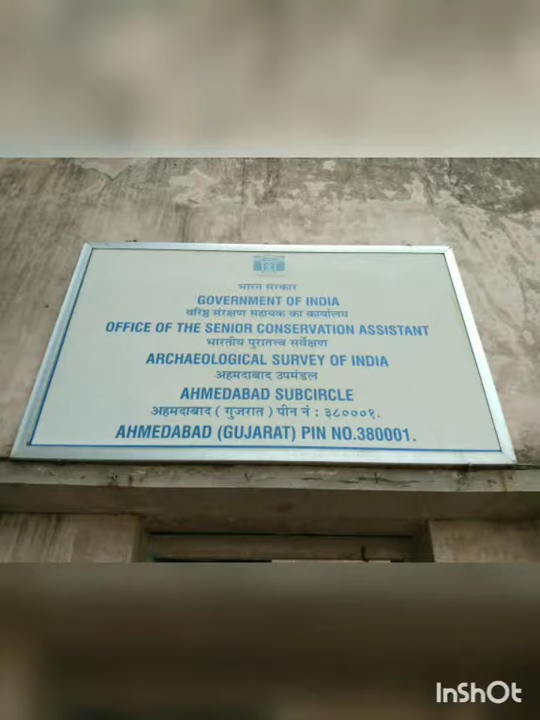 भारत सरकार
GOVERNMENT OF INDIA
वरिष्ठ संरक्षण सहायक का कार्यालय
OFFICE OF THE SENIOR CONSERVATION ASSISTANT
भारतीय पुरातत्त्व सर्वेक्षण
ARCHAEOLOGICAL SURVEY OF INDIA
अहमदाबाद उपमंडल
AHMEDABAD SUBCIRCLE
अहमदाबाद ( गुजरात ) पीन नं : ३८०००१.
AHMEDABAD (GUJARAT) PIN NO.380001.
InShOt